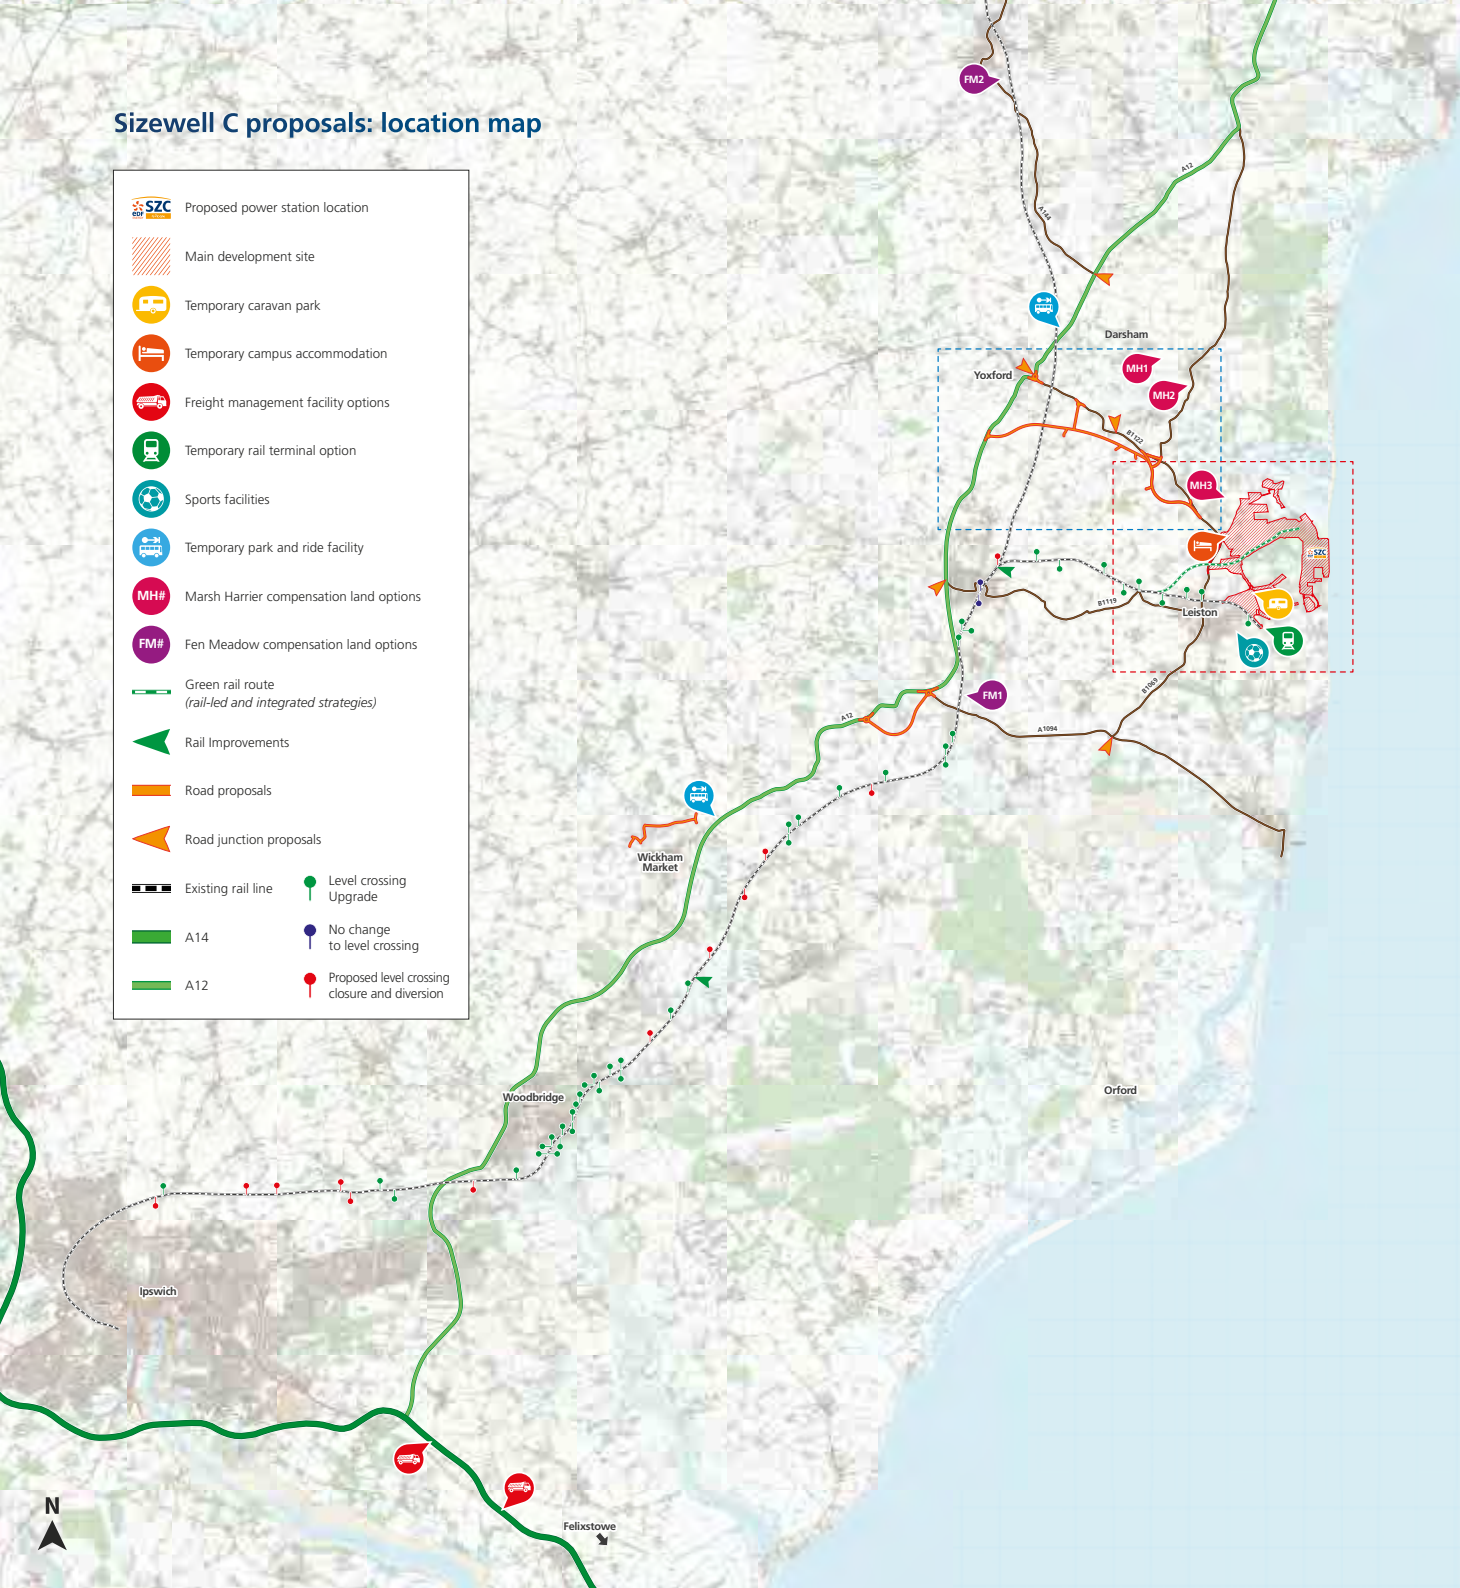 Sizewell C proposals: location map
SZC
edf
Proposed power station location
Main development site
Temporary caravan park
Temporary campus accommodation
Freight management facility options
Temporary rail terminal option
Sports facilities
Temporary park and ride facility
MH#
Marsh Harrier compensation land options
FM#
Fen Meadow compensation land options
Green rail route
(rail-led and integrated strategies)
Rail Improvements
Road proposals
Road junction proposals
Existing rail line
Level crossing
Upgrade
A14
No change
to level crossing
A12
Proposed level crossing
closure and diversion
FM2
A12
A144
Darsham
Yoxford
MH1
MH2
B1122
MH3
SZC
B1119
Leiston
B1069
FM1
A12
A1094
Wickham
Market
Woodbridge
Orford
Ipswich
Felixstowe
N